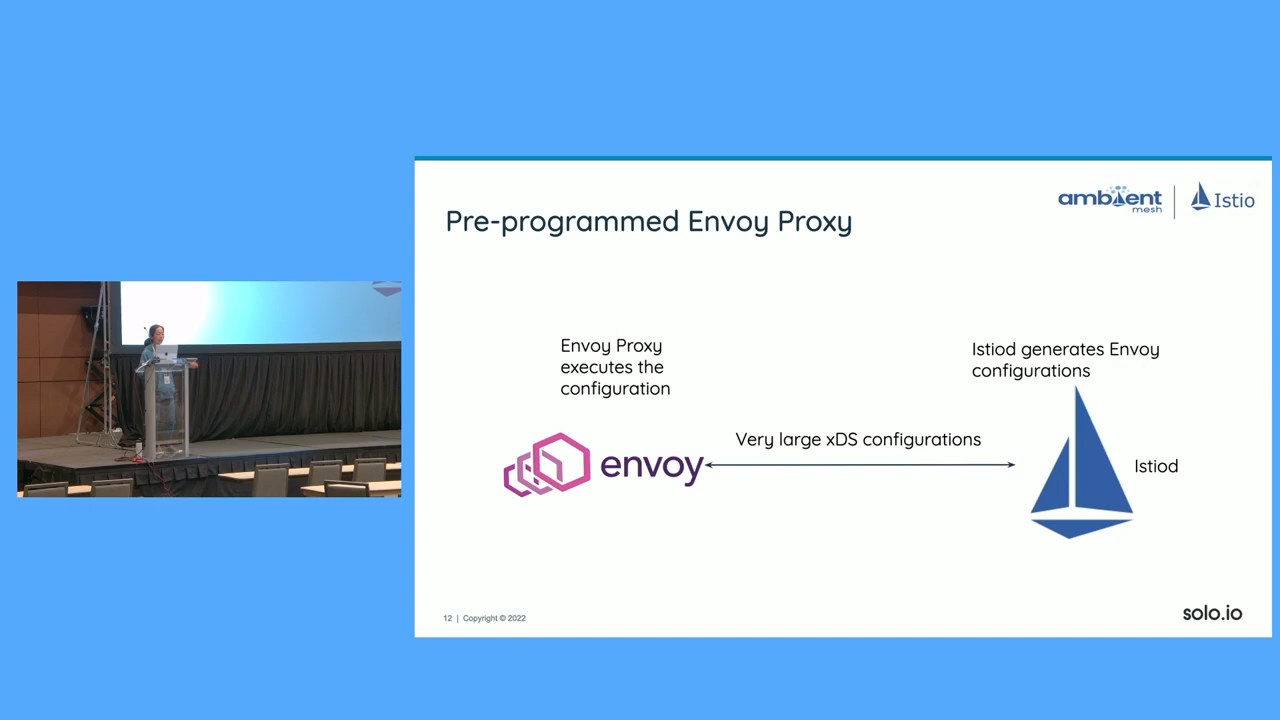 Pre-programmed Envoy Proxy
ambient
mesh
Istio
Envoy Proxy
executes the
configuration
Istiod generates Envoy
configurations
Very large xDS configurations
envoy
Istiod
12 | Copyright © 2022
solo.io